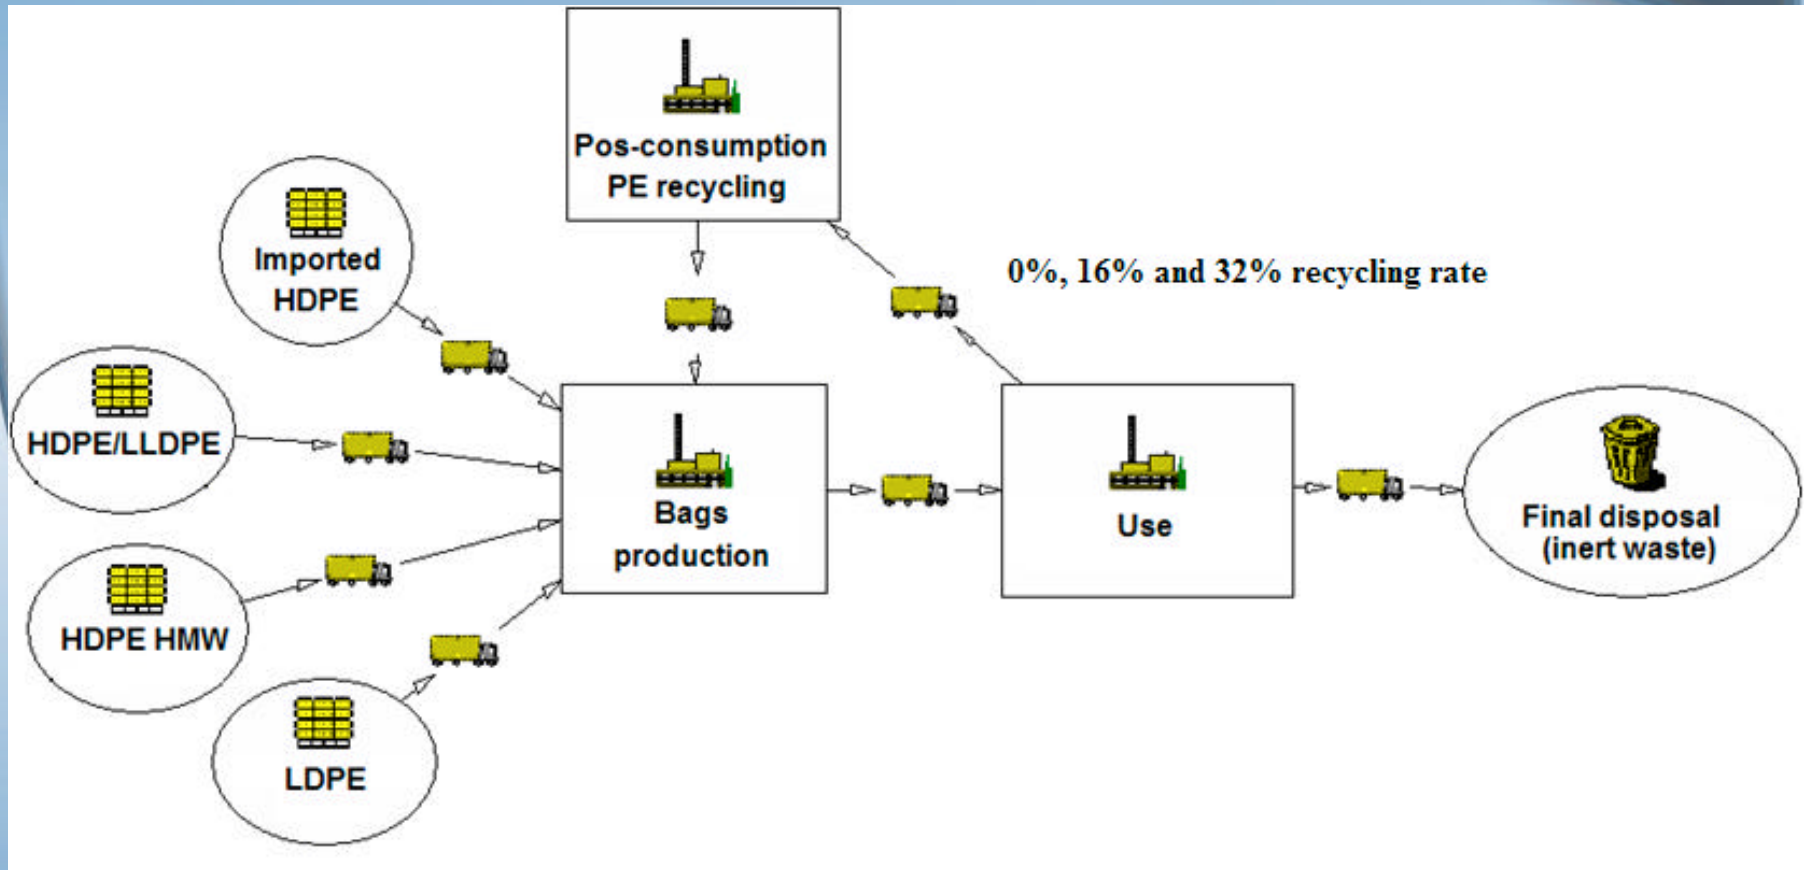 Pos-consumption
PE recycling
Imported
HDPE
0%, 16% and 32% recycling rate
HDPE/LLDPE
Bags
production
Use
Final disposal
(inert waste)
HDPE HMW
LDPE